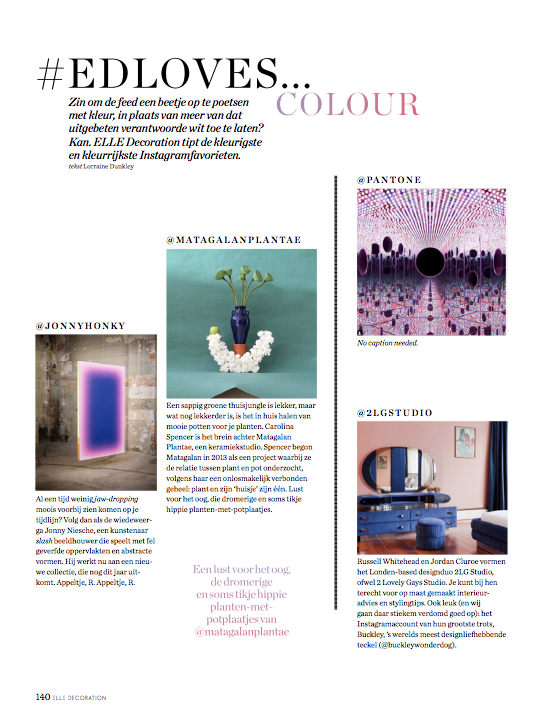 #EDLOVES...
COLOUR
Zin om de feed een beetje op te poetsen
met kleur, in plaats van meer van dat
uitgebeten verantwoorde wit toe te laten?
Kan. ELLE Decoration tipt de kleurigste
en kleurrijkste Instagramfavorieten.
tekst Lorraine Dunkley
@JONNYHONKY
Al een tijd weinig jaw-dropping
moois voorbij zien komen op je
tijdlijn? Volg dan als de wiedeweer-
ga Jonny Niesche, een kunstenaar
slash beeldhouwer die speelt met fel
geverfde oppervlakten en abstracte
vormen. Hij werkt nu aan een nieu-
we collectie, die nog dit jaar uit-
komt. Appeltje, R. Appeltje, R.
@MATAGALANPLANTAE
Een sappig groene thuisjungle is lekker, maar
wat nog lekkerder is, is het in huis halen van
mooie potten voor je planten. Carolina
Spencer is het brein achter Matagalan
Plantae, een keramiekstudio. Spencer begon
Matagalan in 2013 als een project waarbij ze
de relatie tussen plant en pot onderzocht,
volgens haar een onlosmakelijk verbonden
geheel: plant en zijn 'huisje' zijn één. Lust
voor het oog, die dromerige en soms tikje
hippie planten-met-potplaatjes.
Een lust voor het oog,
de dromerige
en soms tikje hippie
planten-met-
potplaatjes van
@matagalanplantae
@PANTONE
No caption needed.
@2LGSTUDIO
Russell Whitehead en Jordan Cluroe vormen
het Londen-based designduo 2LG Studio,
ofwel 2 Lovely Gays Studio. Je kunt bij hen
terecht voor op maat gemaakt interieur-
advies en stylingtips. Ook leuk (en wij
gaan daar stiekem verdomd goed op): het
Instagramaccount van hun grootste trots,
Buckley, 's werelds meest designliefhebbende
teckel (@buckleywonderdog).
140 ELLE DECORATION